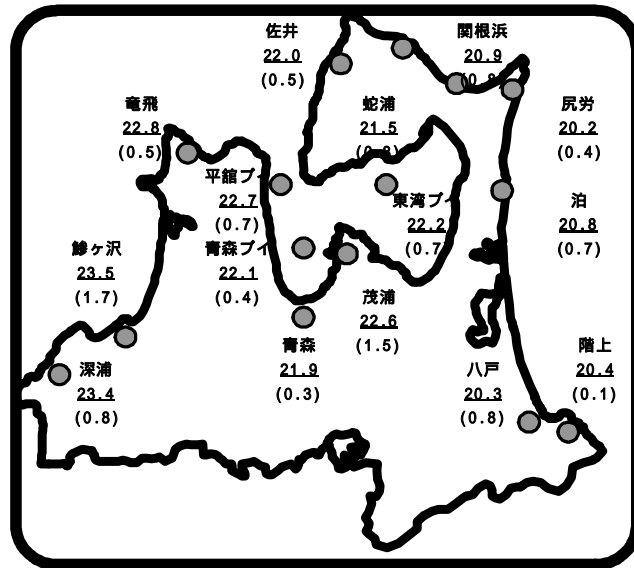 佐井
22.0
(0.5)
関根浜
20.9
(0.8)
竜飛
22.8
(0.5)
蛇浦
21.5
尻労
20.2
(0.4)
平舘ブイ
22.7
(0.7)
東湾ブイ
22.2
(0.7)
泊
20.8
(0.7)
鰺ヶ沢
23.5
(1.7)
青森ブイ
22.1
(0.4)
茂浦
22.6
(1.5)
青森
21.9
(0.3)
深浦
23.4
(0.8)
八戸
20.3
(0.8)
階上
20.4
(0.1)